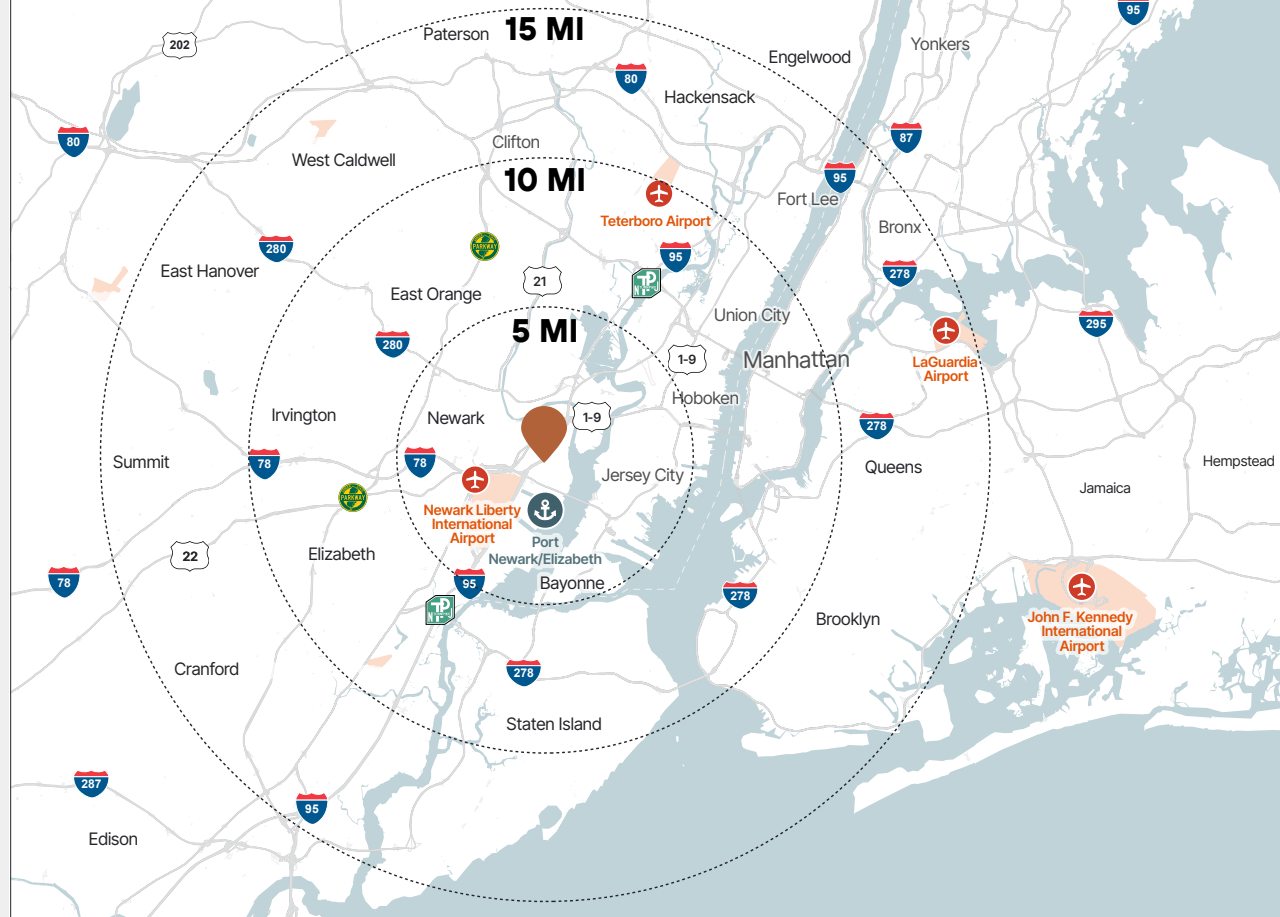 95
Paterson
15 MI
202
Yonkers
Engelwood
80
Hackensack
80
87
Clifton
West Caldwell
95
10 MI
Fort Lee
Teterboro Airport
Bronx
280
PARKWAY
95
East Hanover
278
21
East Orange
Union City
295
5 MI
LaGuardia
Airport
280
1-9
Manhattan
Hoboken
Irvington
Newark
1-9
278
Summit
78
78
Queens
Hempstead
Jersey City
Jamaica
PARKWAY
Newark Liberty
International
Airport
Port
Newark/Elizabeth
22
Elizabeth
78
95
Bayonne
278
John F. Kennedy
International
Airport
Brooklyn
Cranford
278
Staten Island
287
95
Edison